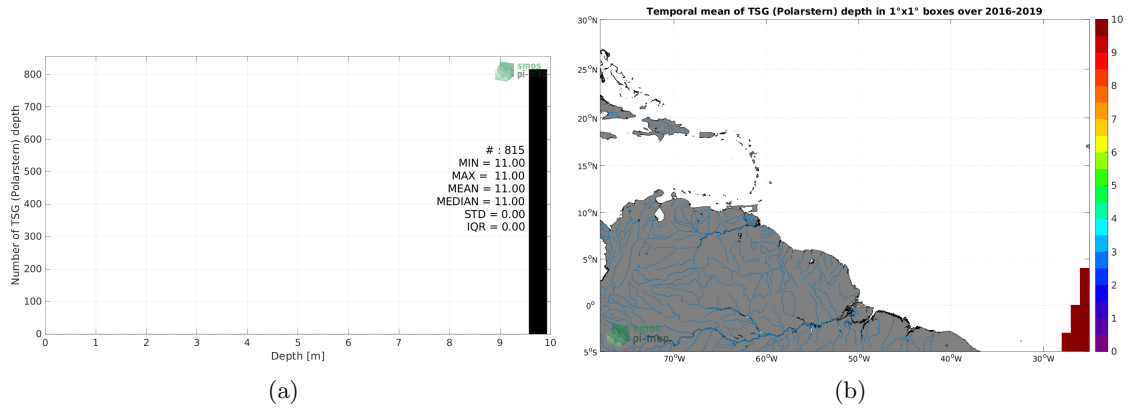 800
700
600
500
400
300
200
100
0
Number of TSG (Polarstern) depth
smos
pi-mep
# : 815
MIN = 11.00
MAX = 11.00
MEAN = 11.00
MEDIAN = 11.00
STD = 0.00
IQR = 0.00
0 1 2 3 4 5 6 7 8 9 10
Depth [m]
(a)
Temporal mean of TSG (Polarstern) depth in 1°x1° boxes over 2016-2019
30°N
25°N
20°N
15°N
10°N
5°N
0°
5°S
70°W 60°W 50°W 40°W 30°W
smos
pi-mep
10
9
8
7
6
5
4
3
2
1
0
(b)